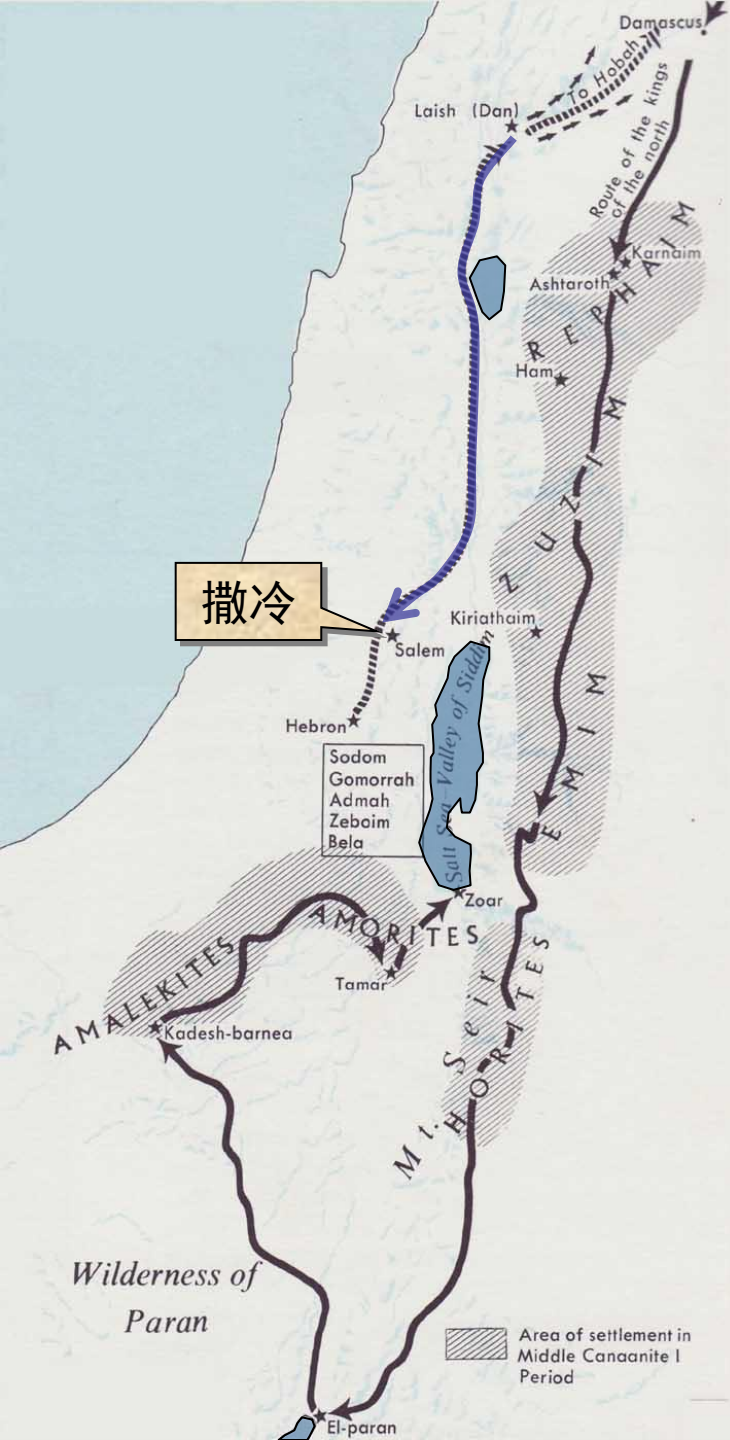 Damascus
To Hobah
Laish (Dan)
Route of the kings
of the north
Karnaim
Ashtaroth
REPHAIM
Ham
ZUZIM
撒冷
Kiriathaim
Salem
Salt Sea-Valley of Siddim
Hebron
Sodom
Gomorrah
Admah
Zeboim
Bela
EMIM
Zoar
AMORITES
AMALEKITES
Tamar
Kadesh-barnea
Mt. Seir
HORITES
Wilderness of
Paran
Area of settlement in
Middle Canaanite I
Period
El-paran